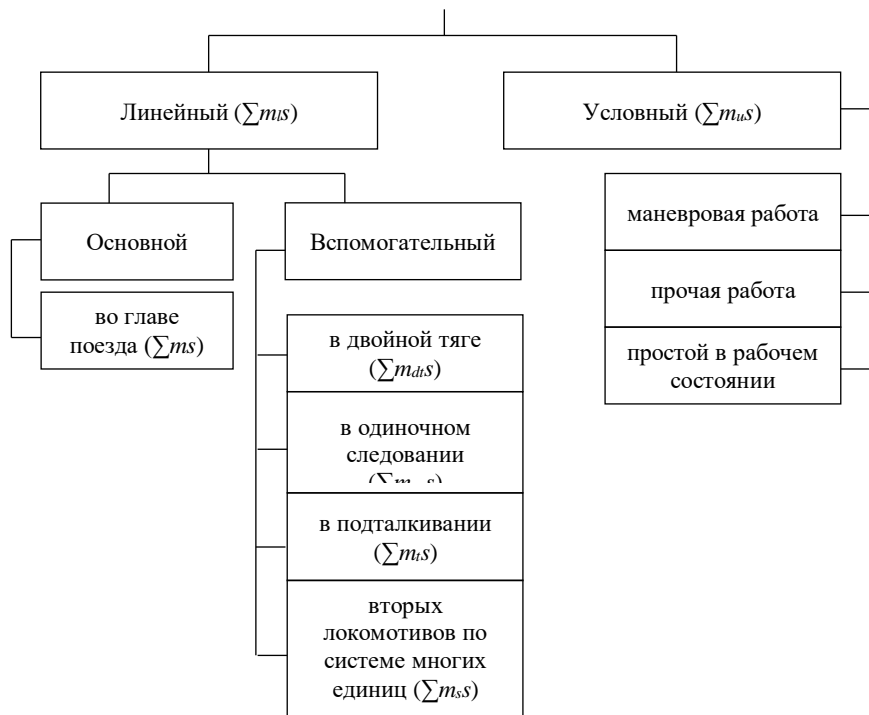 Линейный (∑mₗs)
Условный (∑mᵤs)
Основной
во главе
поезда (∑ms)
Вспомогательный
в двойной тяге
(∑m_dt s)
в одиночном
следовании
в подталкивании
(∑mₜs)
вторых
локомотивов по
системе многих
единиц (∑mₛs)
маневровая работа
прочая работа
простой в рабочем
состоянии